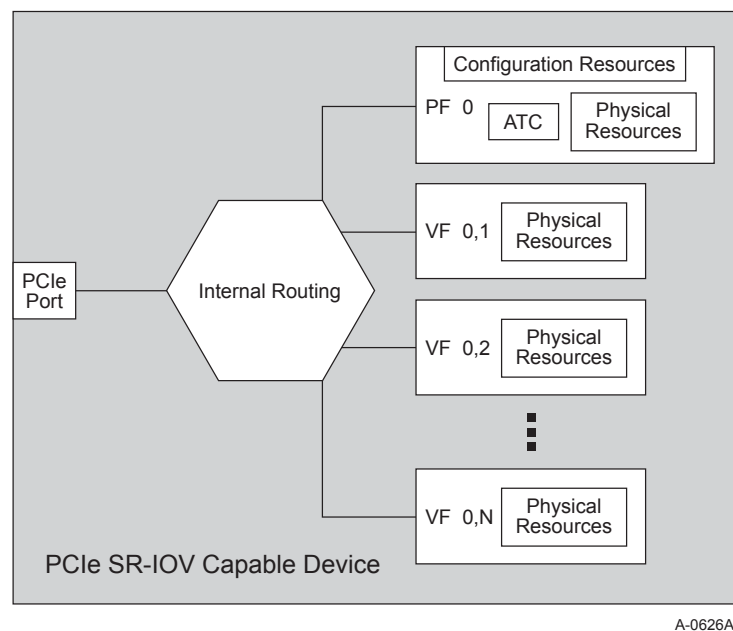 Configuration Resources
PF 0
ATC
Physical
Resources
VF 0,1
Physical
Resources
PCIe
Port
Internal Routing
VF 0,2
Physical
Resources
VF 0,N
Physical
Resources
PCIe SR-IOV Capable Device
A-0626A